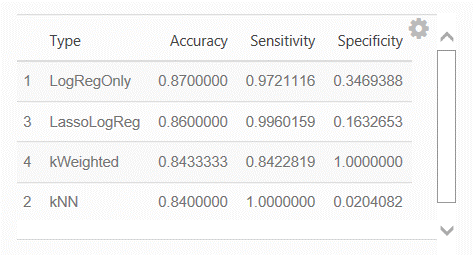 Type Accuracy Sensitivity Specificity
1 LogRegOnly 0.8700000 0.9721116 0.3469388
3 LassoLogReg 0.8600000 0.9960159 0.1632653
4 kWeighted 0.8433333 0.8422819 1.0000000
2 kNN 0.8400000 1.0000000 0.0204082